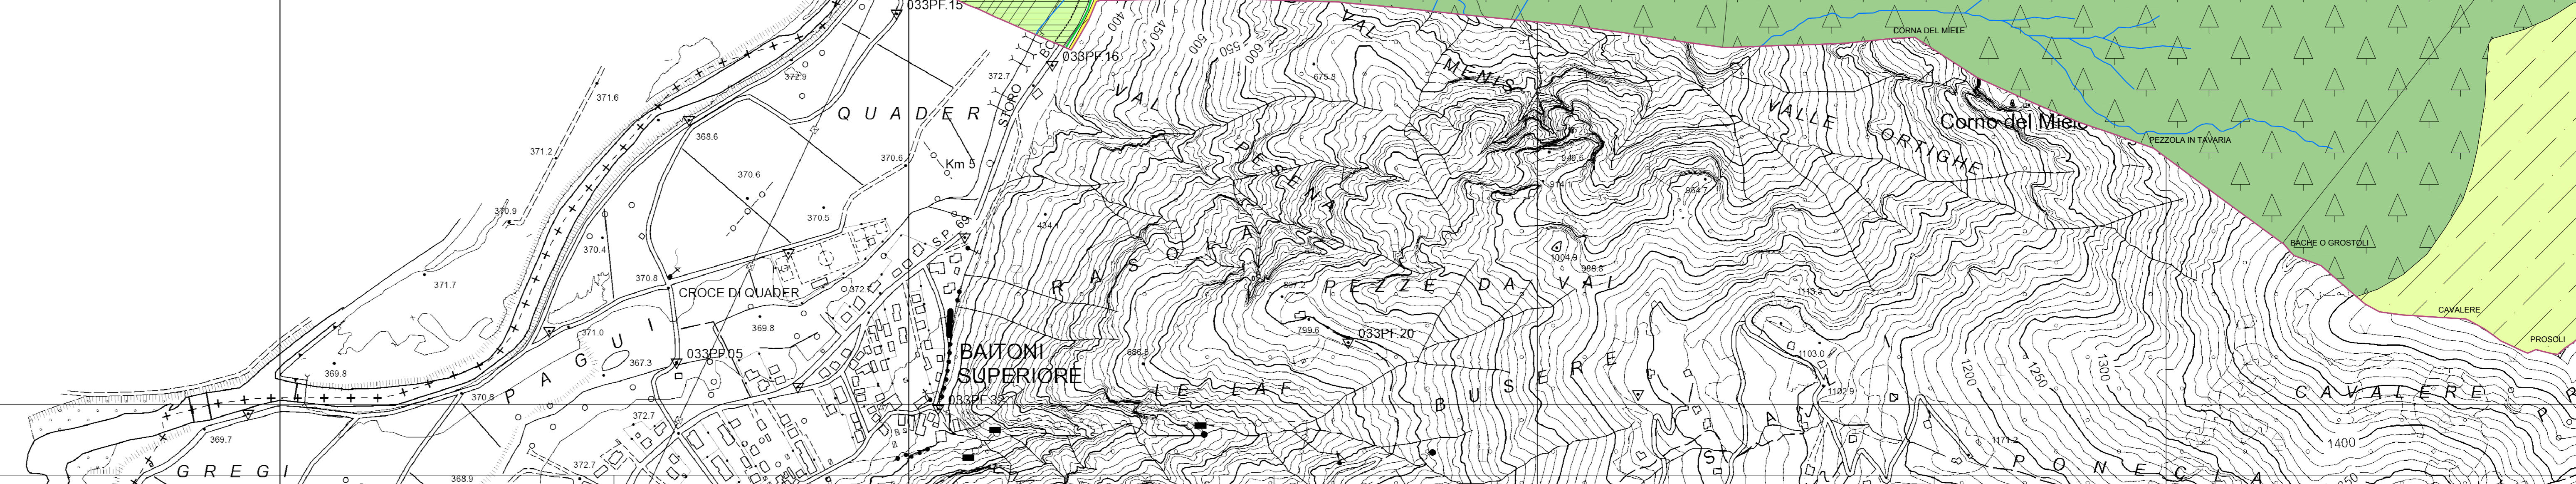 033PF.15
CORNA DEL MIELE
033PF.16
400
450
500
550
600
VAL
MENIS
675.8
372.9
372.7
371.6
QUADER
STORO
VAL
PESENA
VALLE
ORTIGHE
Corno del Miele
368.6
PEZZOLA IN TAVARIA
371.2
370.6
Km 5
949.6
914.1
370.6
984.7
370.9
370.5
SP 69
434.1
370.4
BACHE O GROSTOLI
RASOLA
1004.9
988.8
370.8
371.7
CROCE DI QUADER
PEZZE DA VAI
807.2
1113.2
CAVALERE
369.8
371.0
799.6
033PF.20
PROSOLI
PAGUI
367.3
033PF.05
BAITONI
SUPERIORE
1103.0
1200
1250
1300
369.8
LE LAF
BUSERE
1102.9
CAVALERE
370.8
033PF.32
372.7
369.7
1171.2
1400
GREGI
372.7
PONECLA
368.9